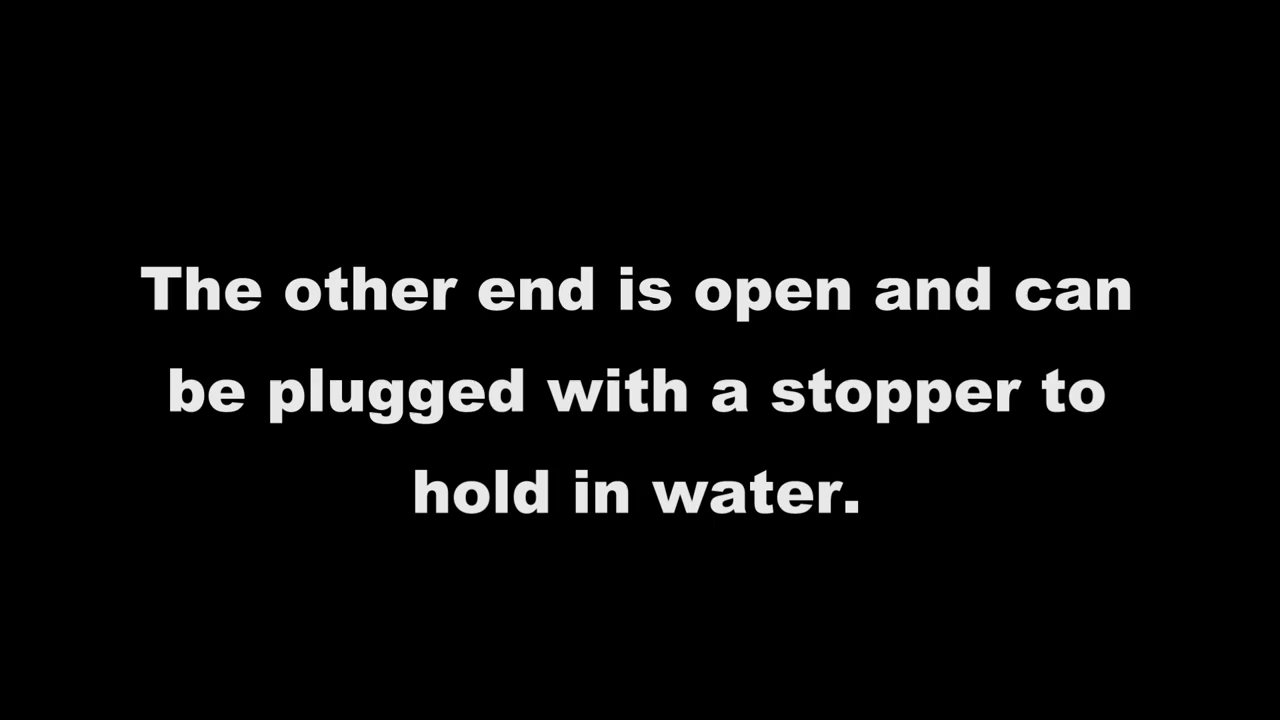 The other end is open and can
be plugged with a stopper to
hold in water.